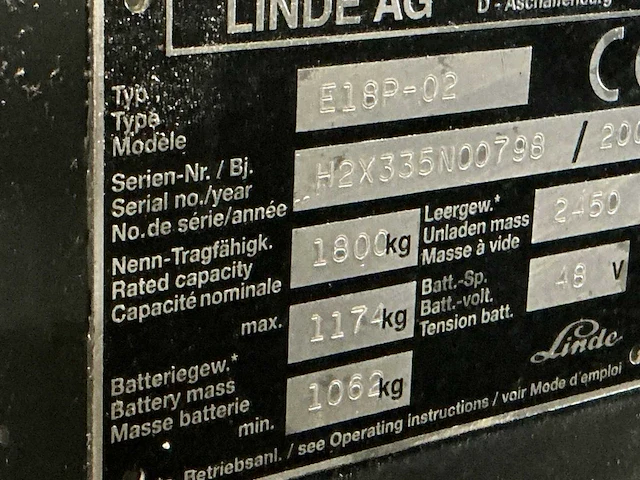 LINDE AG D - Aschaffenburg
Typ
Type
Modèle
E18P-02
Serien-Nr. / Bj.
Serial no./year
No.de série/année
H2X335N00798 / 200
Nenn-Tragfähigk.
Rated capacity
Capacité nominale
1800 kg
Leergew.*
Unladen mass
Masse à vide
2450
Batt.-Sp.
Batt.-volt.
Tension batt.
48 V
Batteriegew.*
Battery mass
Masse batterie
max.
1174 kg
min.
1062 kg
Linde
Betriebsanl. / see Operating instructions / voir Mode d'emploi